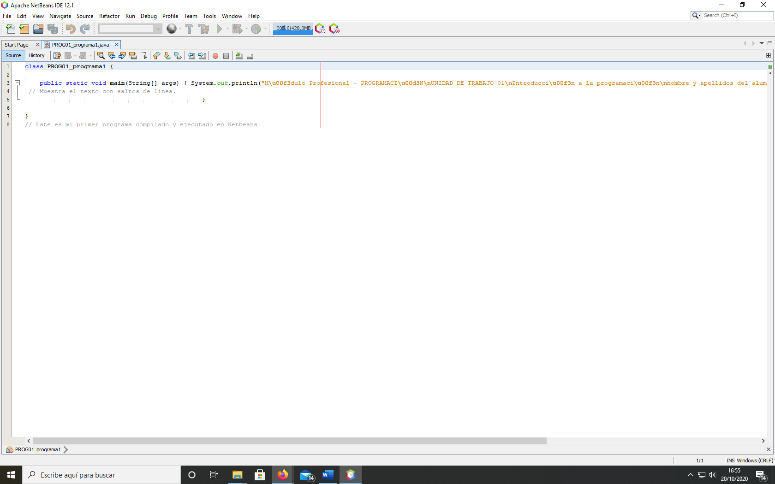 Apache NetBeans IDE 12.1
File Edit View Navigate Source Refactor Run Debug Profile Team Tools Window Help
Search (Ctrl+I)
Start Page PROG01_programa1.java
Source History
1 class PROG01_programa1 {
2
3 public static void main(String[] args) { System.out.println("M\u00f3dulo Profesional - PROGRAMACI\u00d3N\nUNIDAD DE TRABAJO 01\nIntroducci\u00f3n a la programaci\u00f3n\nnombre y apellidos del alum
4 // Muestra el texto con saltos de línea.
5 }
6
7 }
8 // Este es mi primer programa compilado y ejecutado en Netbeans
PROG01_programa1
1/1 INS Windows (CRLF)
Escribe aquí para buscar
16:55
20/10/2020